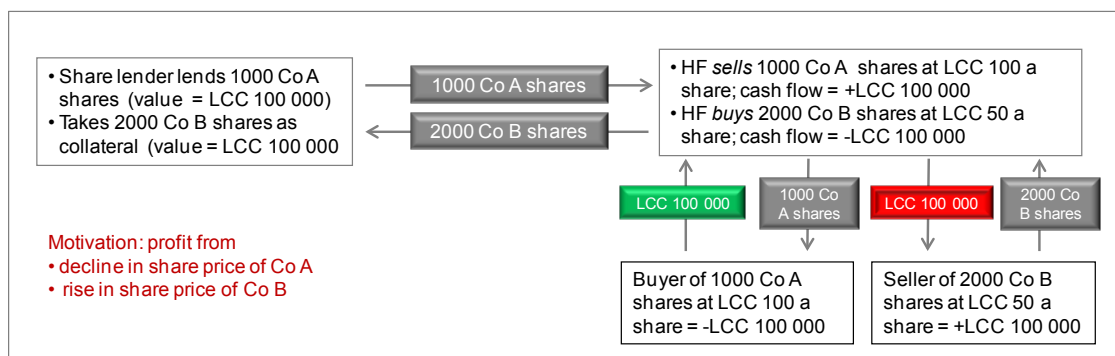 • Share lender lends 1000 Co A
shares (value = LCC 100 000)
• Takes 2000 Co B shares as
collateral (value = LCC 100 000
1000 Co A shares
2000 Co B shares
• HF sells 1000 Co A shares at LCC 100 a
share; cash flow = +LCC 100 000
• HF buys 2000 Co B shares at LCC 50 a
share; cash flow = -LCC 100 000
LCC 100 000
1000 Co
A shares
LCC 100 000
2000 Co
B shares
Motivation: profit from
• decline in share price of Co A
• rise in share price of Co B
Buyer of 1000 Co A
shares at LCC 100 a
share = -LCC 100 000
Seller of 2000 Co B
shares at LCC 50 a
share = +LCC 100 000